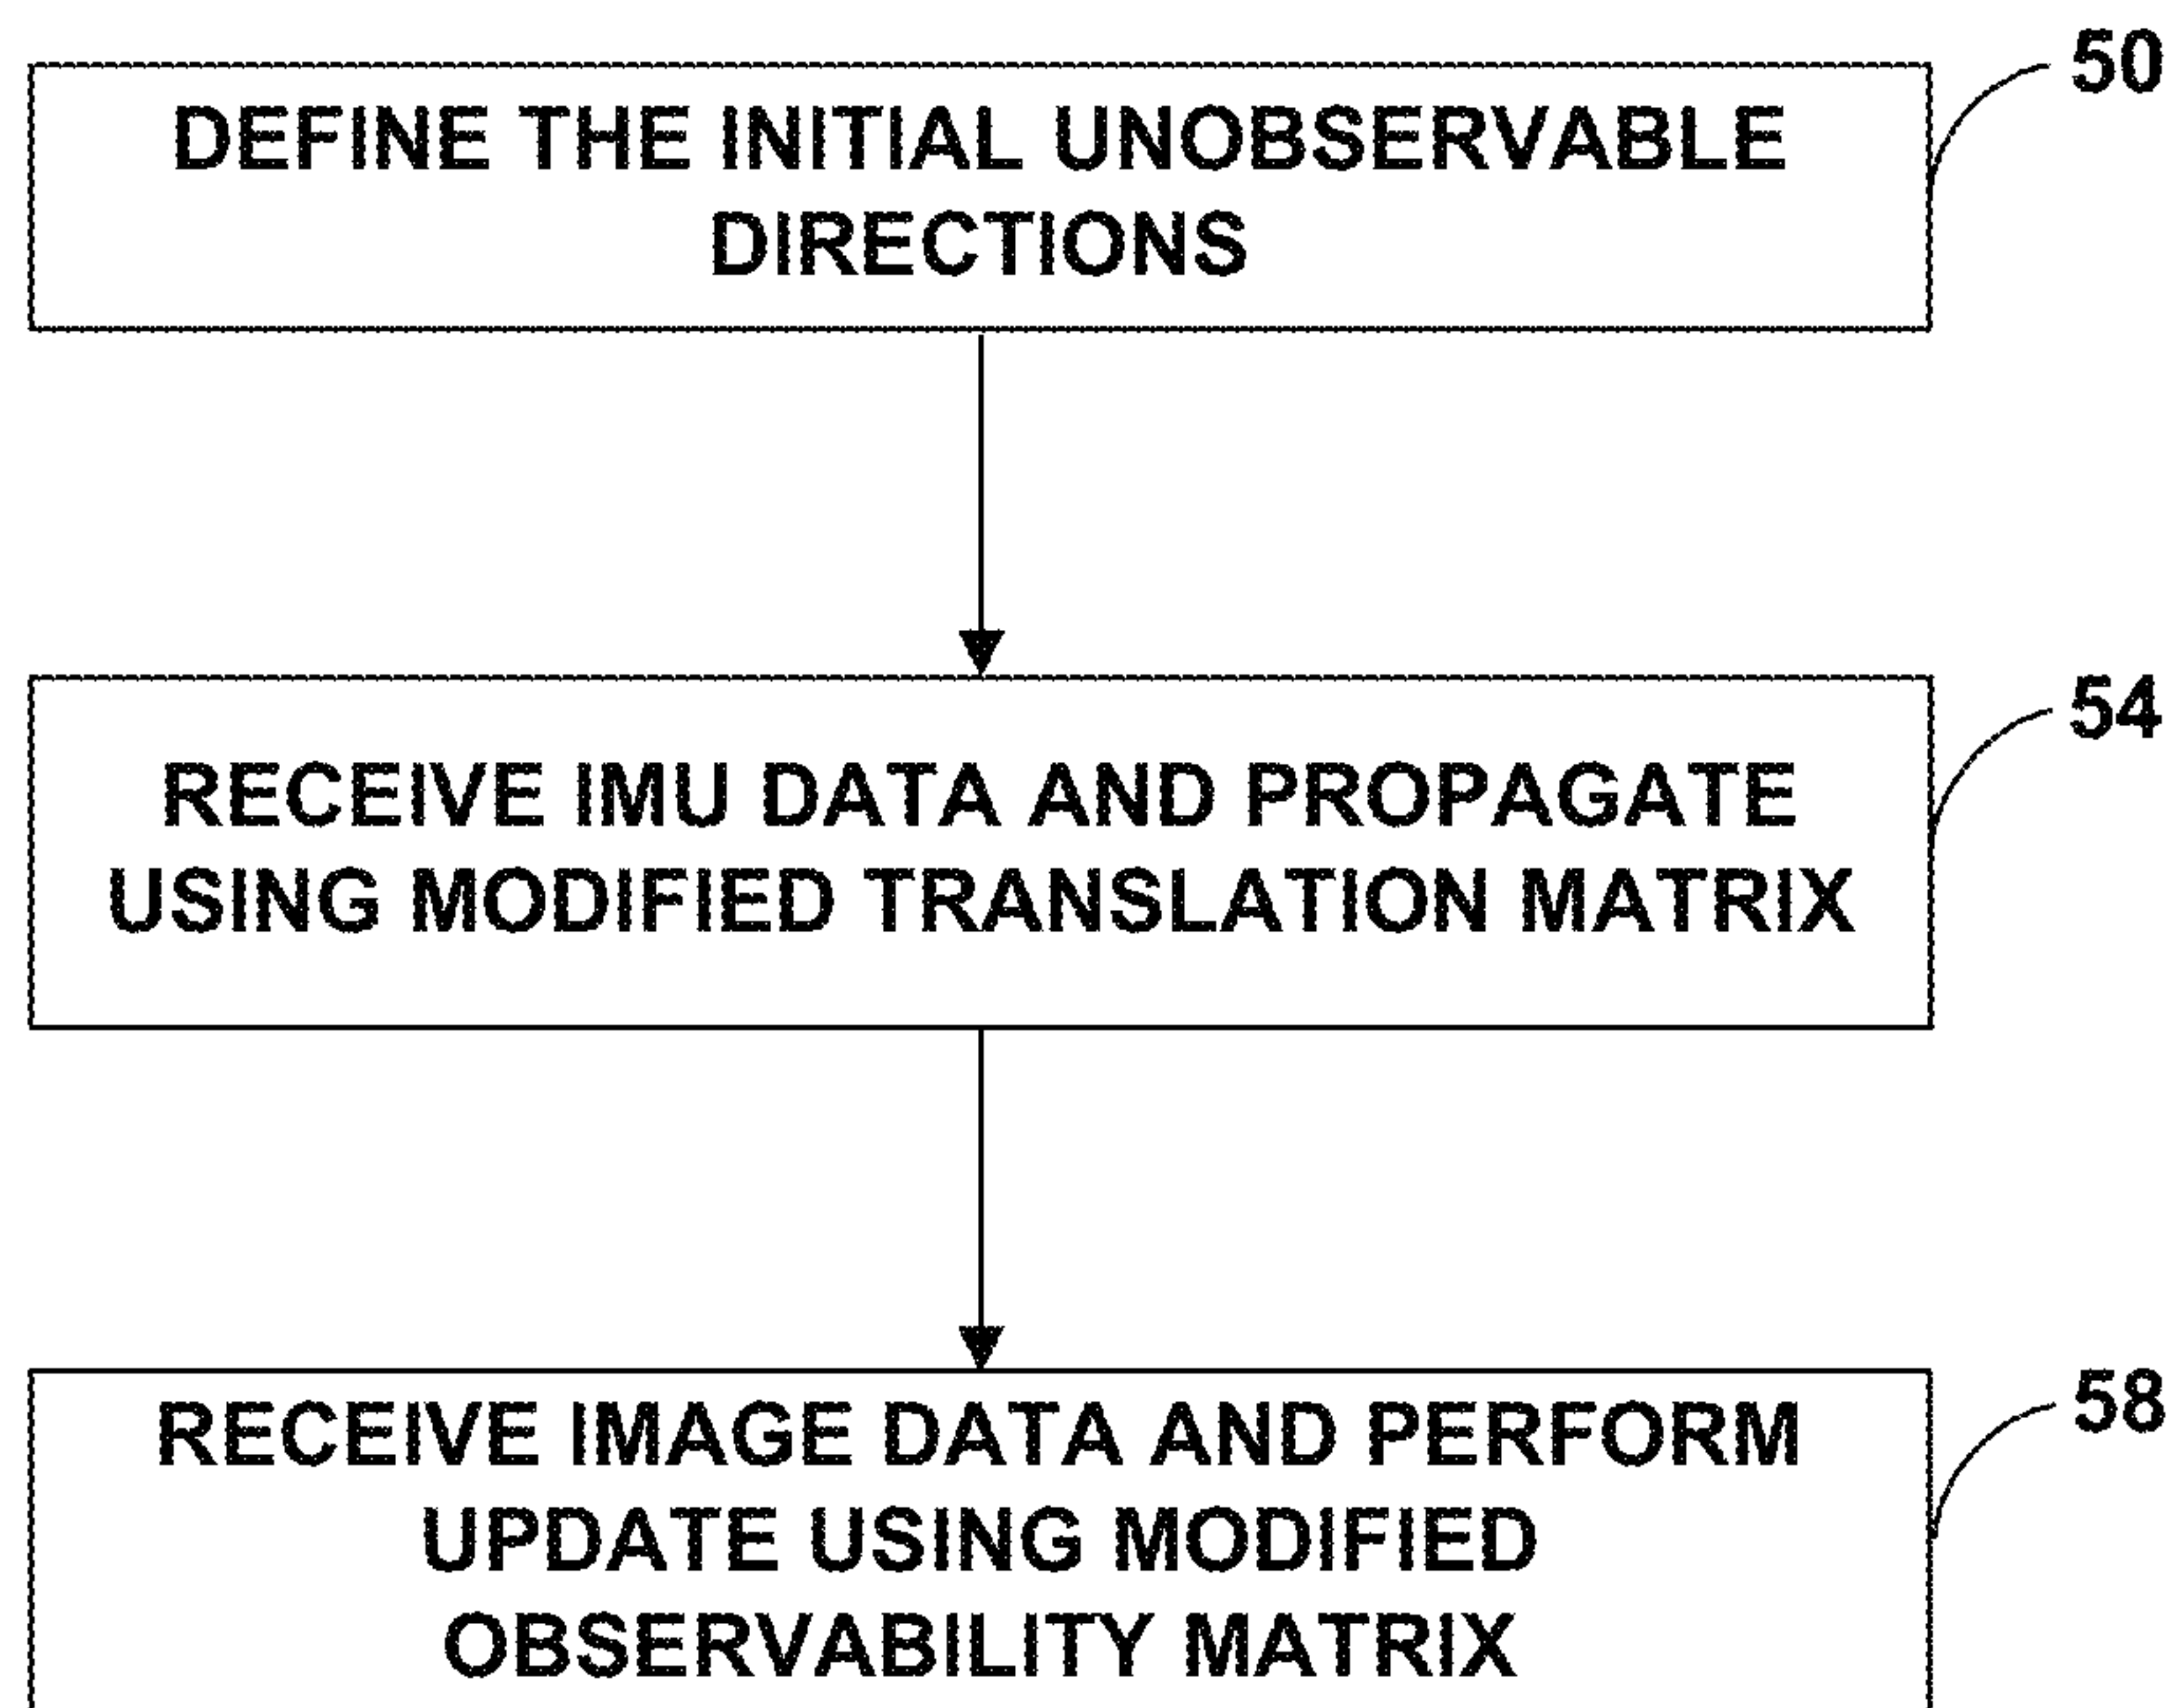 50
DEFINE THE INITIAL UNOBSERVABLE
DIRECTIONS
54
RECEIVE IMU DATA AND PROPAGATE
USING MODIFIED TRANSLATION MATRIX
58
RECEIVE IMAGE DATA AND PERFORM
UPDATE USING MODIFIED
OBSERVABILITY MATRIX